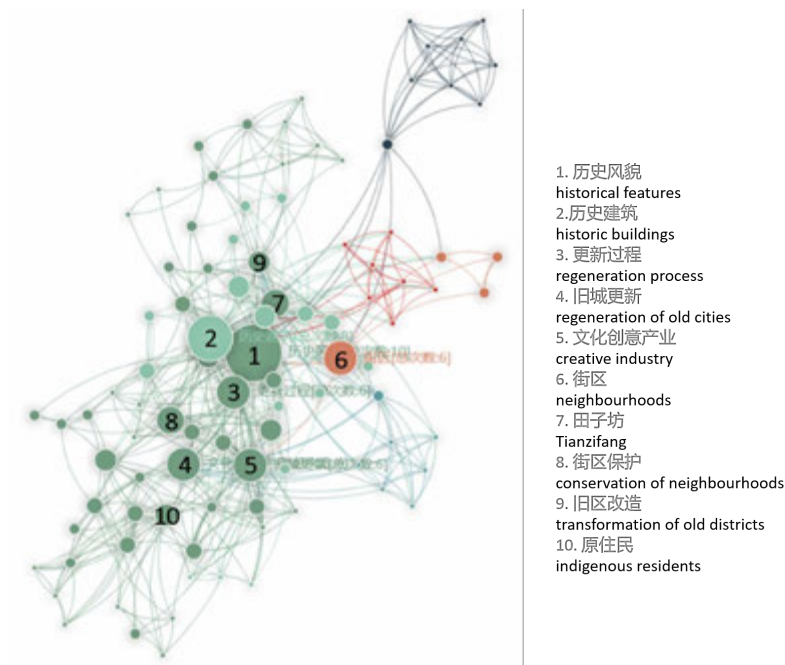 9
7
2
1
6
3
8
4
5
10
1. 历史风貌
historical features
2.历史建筑
historic buildings
3. 更新过程
regeneration process
4. 旧城更新
regeneration of old cities
5. 文化创意产业
creative industry
6. 街区
neighbourhoods
7. 田子坊
Tianzifang
8. 街区保护
conservation of neighbourhoods
9. 旧区改造
transformation of old districts
10. 原住民
indigenous residents